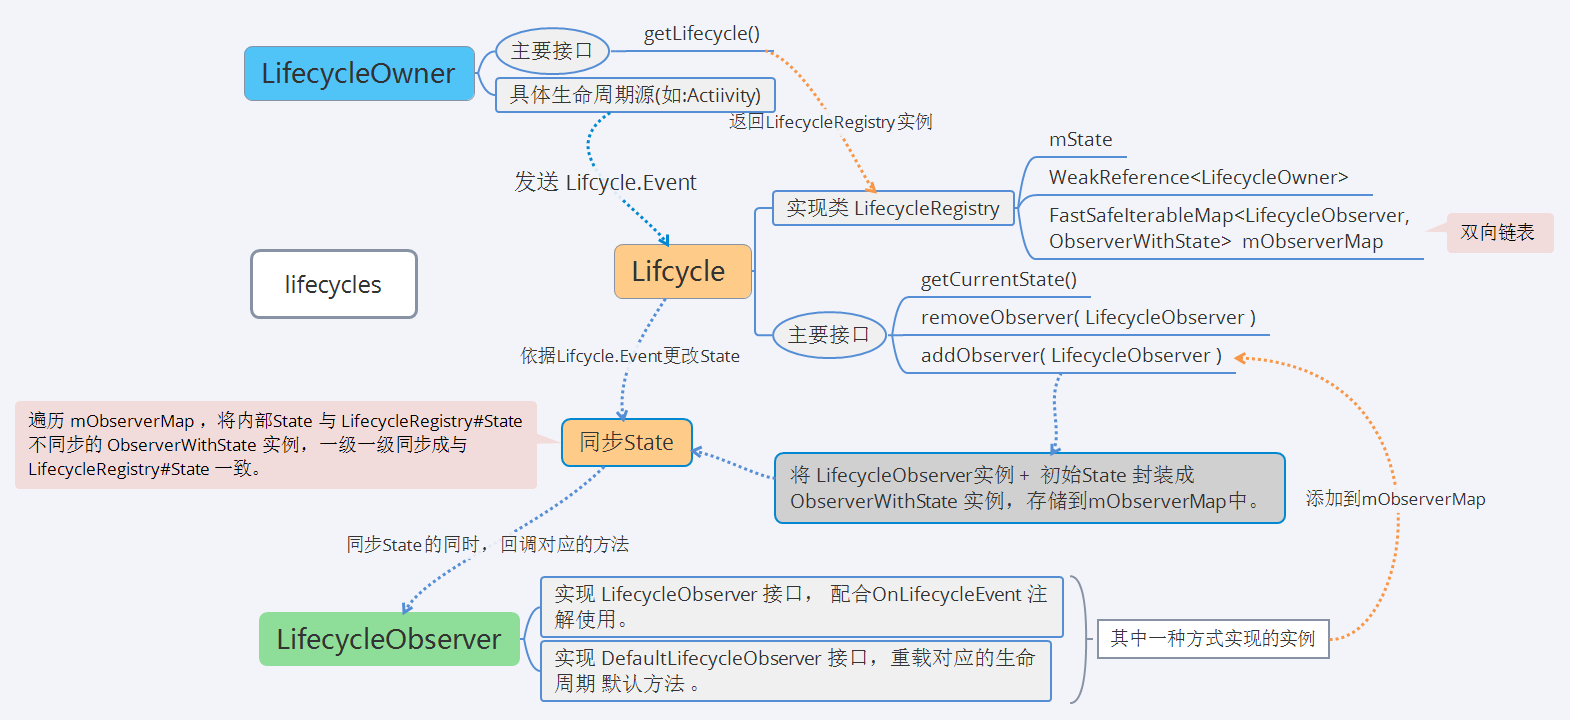 LifecycleOwner
主要接口
getLifecycle()
具体生命周期源(如:Actiivity)
返回LifecycleRegistry实例
发送 Lifcycle.Event
mState
WeakReference<LifecycleOwner>
实现类 LifecycleRegistry
FastSafeIterableMap<LifecycleObserver,
ObserverWithState>  mObserverMap
双向链表
lifecycles
Lifcycle
getCurrentState()
主要接口
removeObserver( LifecycleObserver )
addObserver( LifecycleObserver )
依据Lifcycle.Event更改State
遍历 mObserverMap ，将内部State 与 LifecycleRegistry#State
不同步的 ObserverWithState 实例，一级一级同步成与
LifecycleRegistry#State 一致。
同步State
将 LifecycleObserver实例 +  初始State 封装成
ObserverWithState 实例，存储到mObserverMap中。
添加到mObserverMap
同步State的同时，回调对应的方法
LifecycleObserver
实现 LifecycleObserver 接口， 配合OnLifecycleEvent 注
解使用。
实现 DefaultLifecycleObserver 接口，重载对应的生命
周期 默认方法 。
其中一种方式实现的实例